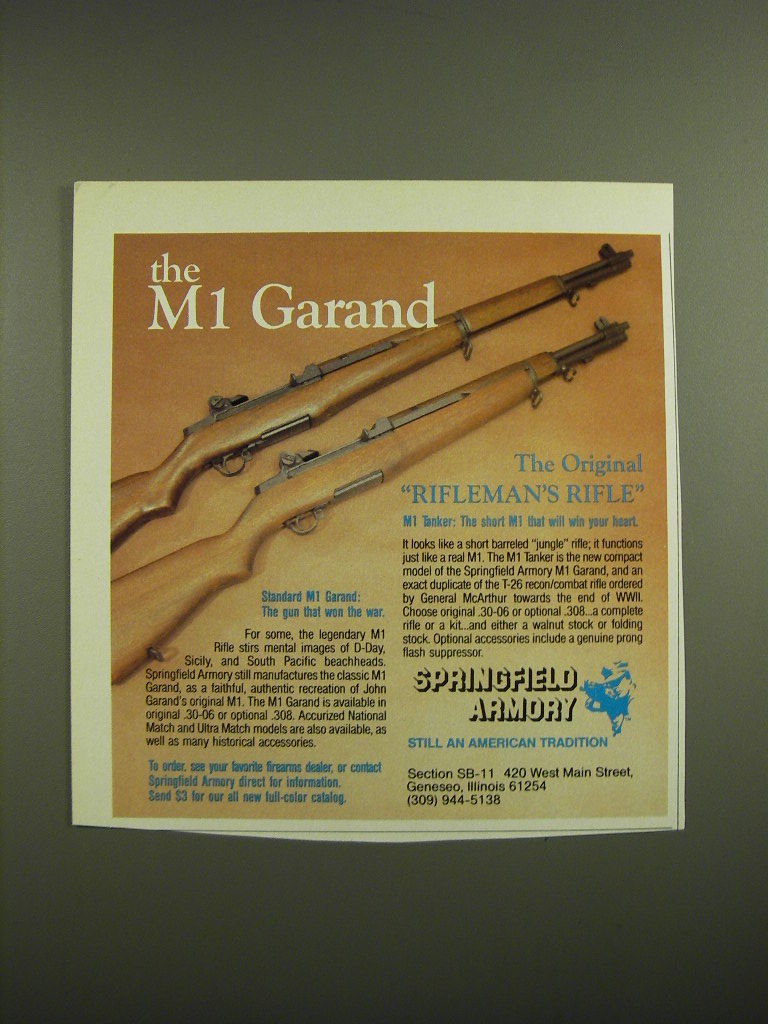 the
M1 Garand
The Original
“RIFLEMAN’S RIFLE”
M1 Tanker: The short M1 that will win your heart.
It looks like a short barreled “jungle” rifle; it functions
just like a real M1. The M1 Tanker is the new compact
model of the Springfield Armory M1 Garand, and an
exact duplicate of the T-26 recon/combat rifle ordered
by General McArthur towards the end of WWII.
Choose original .30-06 or optional .308...a complete
rifle or a kit...and either a walnut stock or folding
stock. Optional accessories include a genuine prong
flash suppressor.
Standard M1 Garand:
The gun that won the war.
For some, the legendary M1
Rifle stirs mental images of D-Day,
Sicily, and South Pacific beachheads.
Springfield Armory still manufactures the classic M1
Garand, as a faithful, authentic recreation of John
Garand’s original M1. The M1 Garand is available in
original .30-06 or optional .308. Accurized National
Match and Ultra Match models are also available, as
well as many historical accessories.
To order, see your favorite firearms dealer, or contact
Springfield Armory direct for information.
Send $3 for our all new full-color catalog.
SPRINGFIELD
ARMORY
STILL AN AMERICAN TRADITION
Section SB-11 420 West Main Street,
Geneseo, Illinois 61254
(309) 944-5138